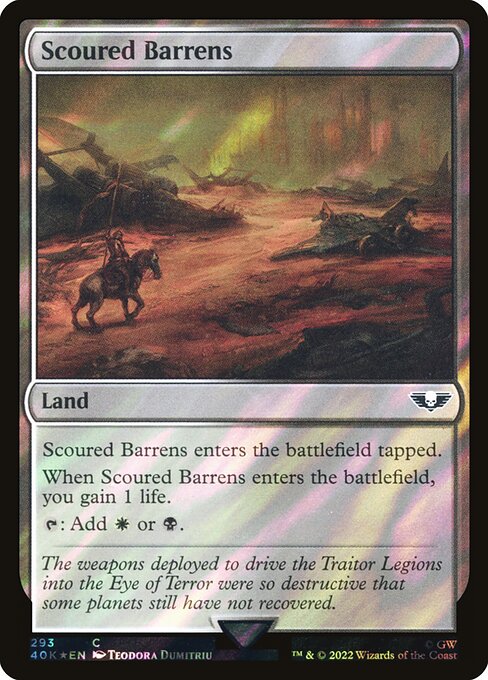 Scoured Barrens
Land
Scoured Barrens enters the battlefield tapped.
When Scoured Barrens enters the battlefield,
you gain 1 life.
: Add or .
The weapons deployed to drive the Traitor Legions
into the Eye of Terror were so destructive that
some planets still have not recovered.
293 C © GW
40K★EN Teodora Dumitriu ™ & © 2022 Wizards of the Coast